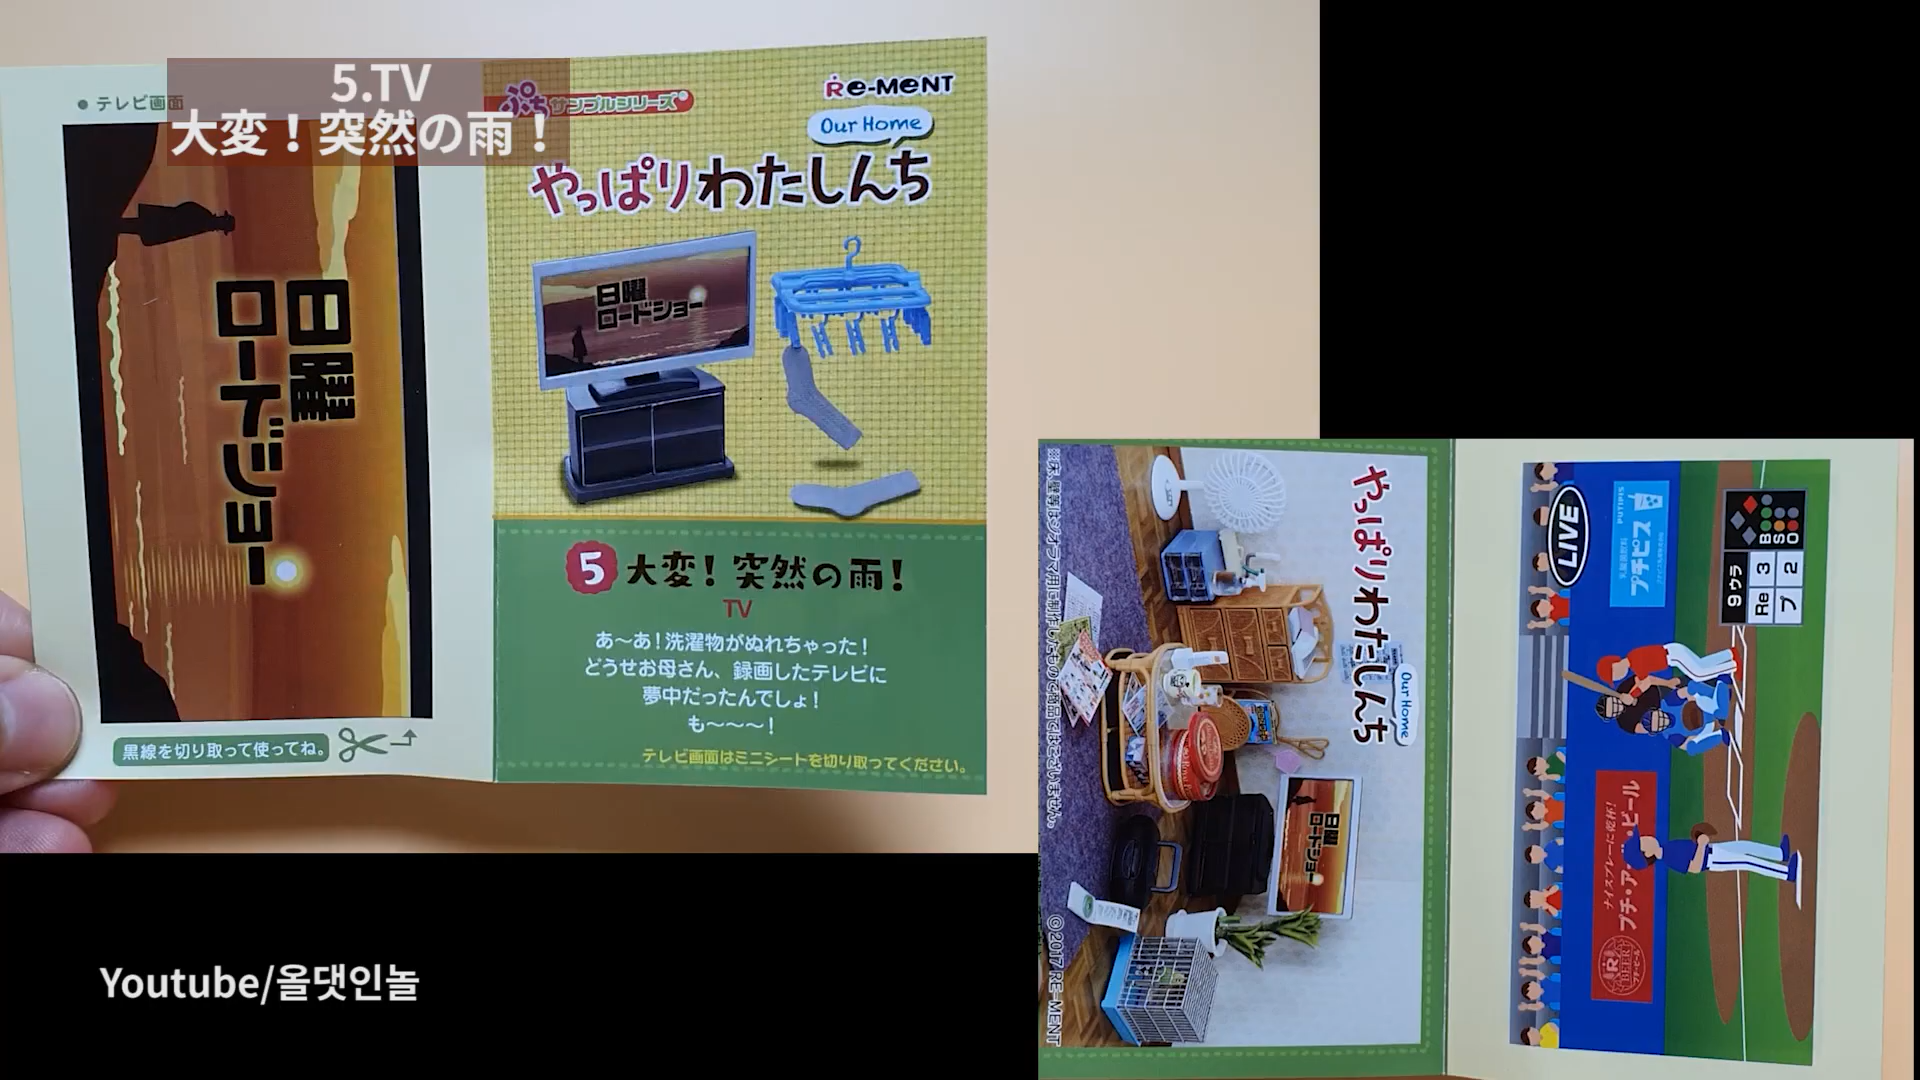 5.TV
大変！突然の雨！
● テレビ画面
日曜
ロードショー
黒線を切り取って使ってね。
ぷちサンプルシリーズ
Re-MeNT
Our Home
やっぱりわたしんち
日曜
ロードショー
5 大変！突然の雨！
TV
あ〜あ！洗濯物がぬれちゃった！
どうせお母さん、録画したテレビに
夢中だったんでしょ！
も〜〜〜！
テレビ画面はミニシートを切り取ってください。
やっぱりわたしんち
Our Home
日曜
ロードショー
©2017 RE-MENT
LIVE
PUTIPIS
プチピス
9ウラ
Re 3
プ 2
B
S
O
ナイスプレーに乾杯！
R
BEER
Youtube/올댓인놀